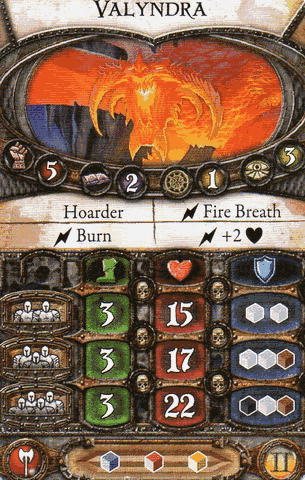 VALYNDRA
5 2 1 3
Hoarder Fire Breath
Burn +2
3 15
3 17
3 22
II